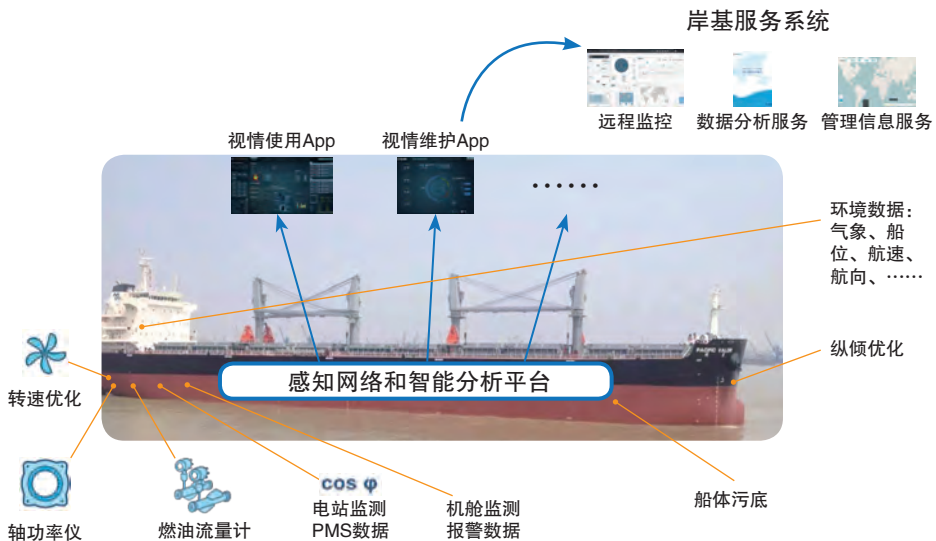 岸基服务系统
远程监控
数据分析服务
管理信息服务
视情使用App
视情维护App
......
环境数据：
气象、船
位、航速、
航向、……
纵倾优化
感知网络和智能分析平台
转速优化
轴功率仪
燃油流量计
cos φ
电站监测
PMS数据
机舱监测
报警数据
船体污底